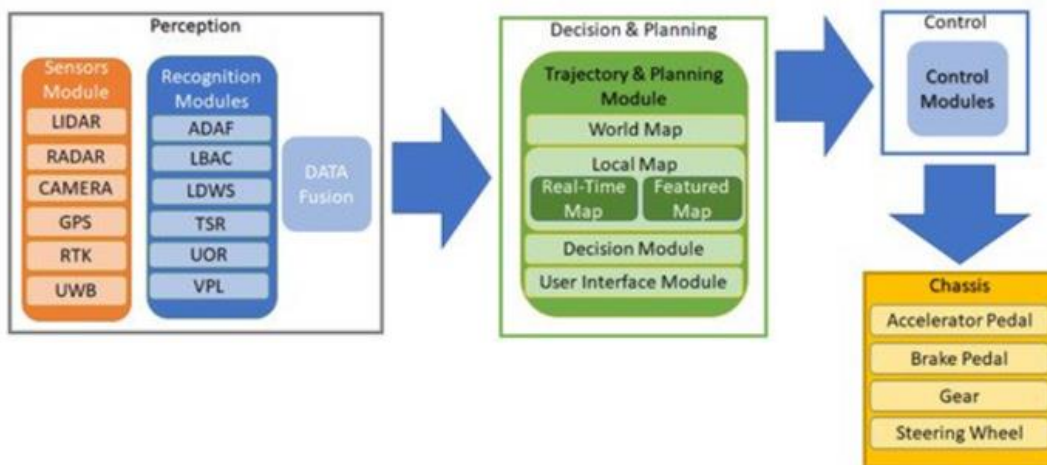 Perception
Sensors
Module
LIDAR
RADAR
CAMERA
GPS
RTK
UWB
Recognition
Modules
ADAF
LBAC
LDWS
TSR
UOR
VPL
DATA
Fusion
Decision & Planning
Trajectory & Planning
Module
World Map
Local Map
Real-Time
Map
Featured
Map
Decision Module
User Interface Module
Control
Control
Modules
Chassis
Accelerator Pedal
Brake Pedal
Gear
Steering Wheel